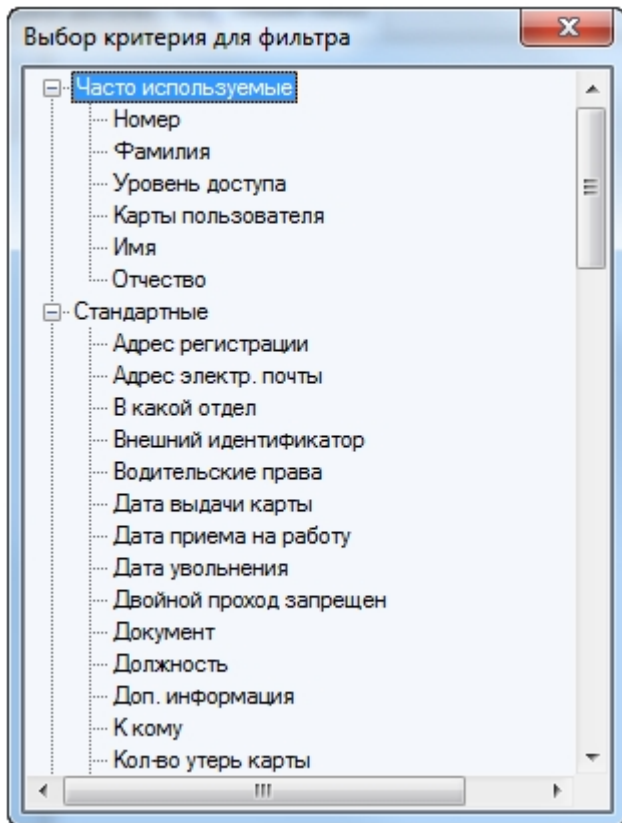 Выбор критерия для фильтра
Часто используемые
Номер
Фамилия
Уровень доступа
Карты пользователя
Имя
Отчество
Стандартные
Адрес регистрации
Адрес электр. почты
В какой отдел
Внешний идентификатор
Водительские права
Дата выдачи карты
Дата приема на работу
Дата увольнения
Двойной проход запрещен
Документ
Должность
Доп. информация
К кому
Кол-во утерь карты